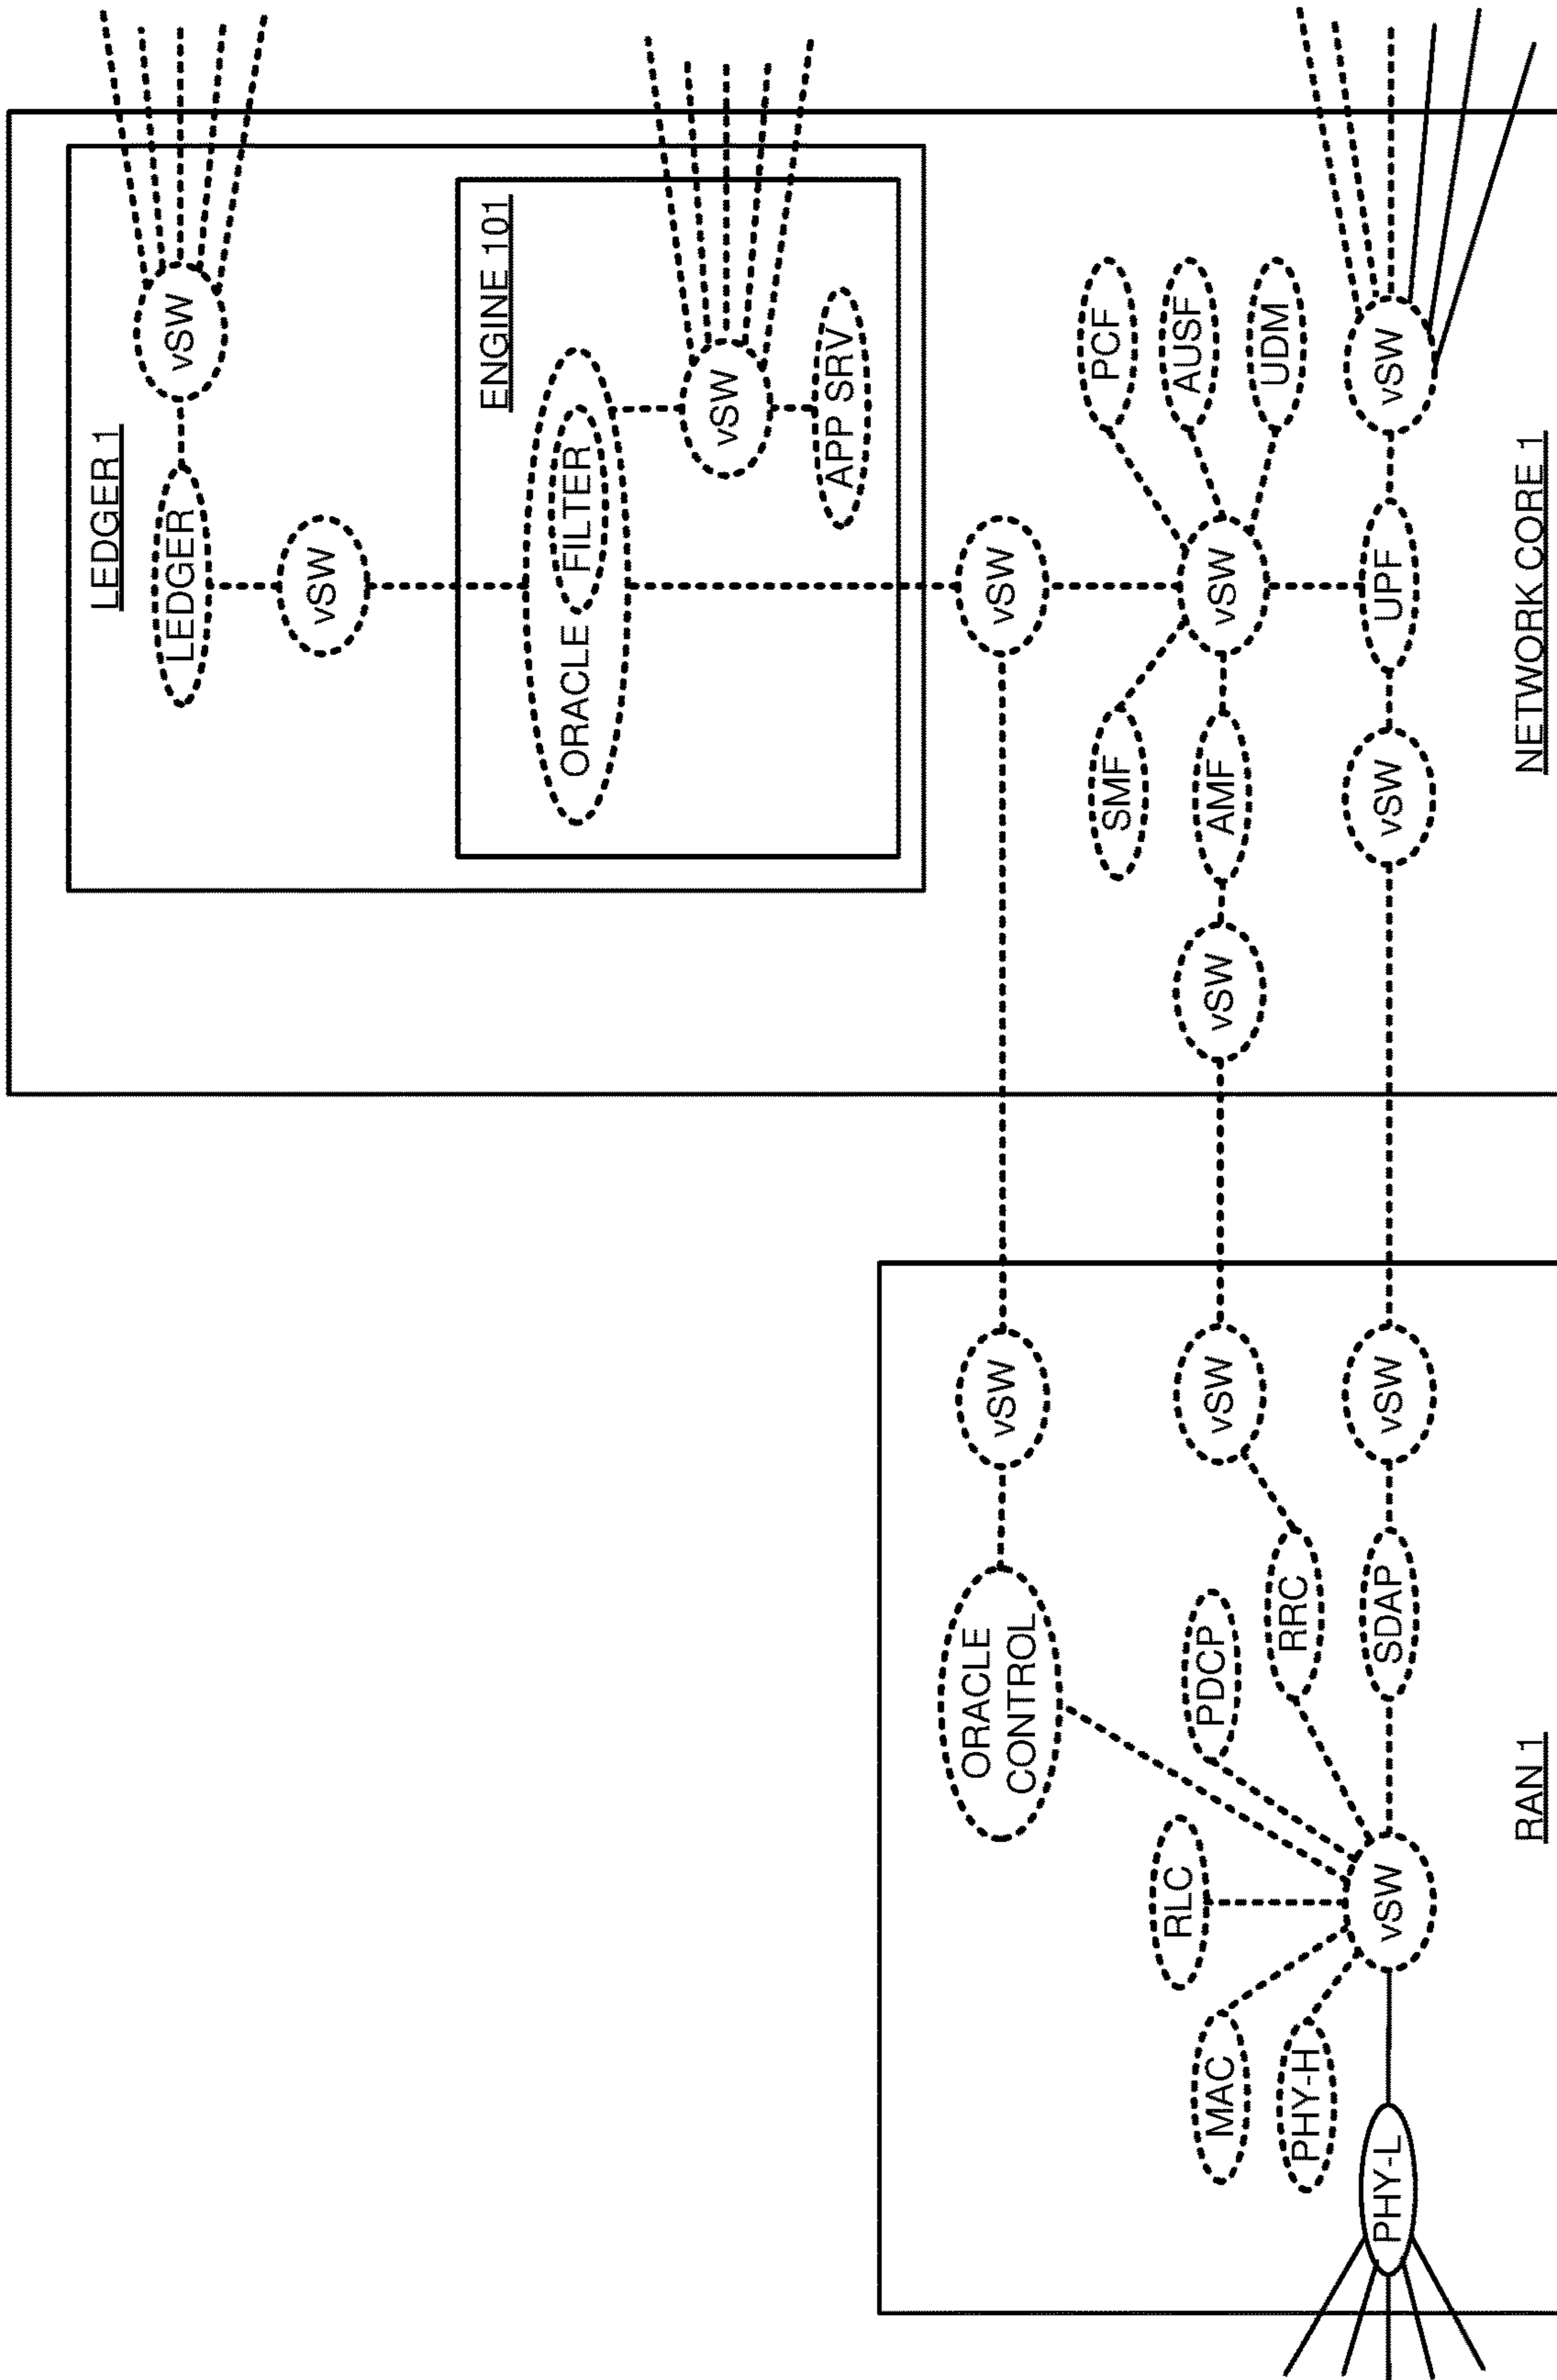 LEDGER 1
LEDGER
vSW
vSW
ENGINE 101
ORACLE
FILTER
vSW
APP SRV
ORACLE
CONTROL
vSW
vSW
SMF
PCF
RLC
AUSF
MAC
PDCP
vSW
vSW
AMF
vSW
PHY-H
RRC
UDM
PHY-L
vSW
SDAP
vSW
vSW
UPF
vSW
RAN 1
NETWORK CORE 1